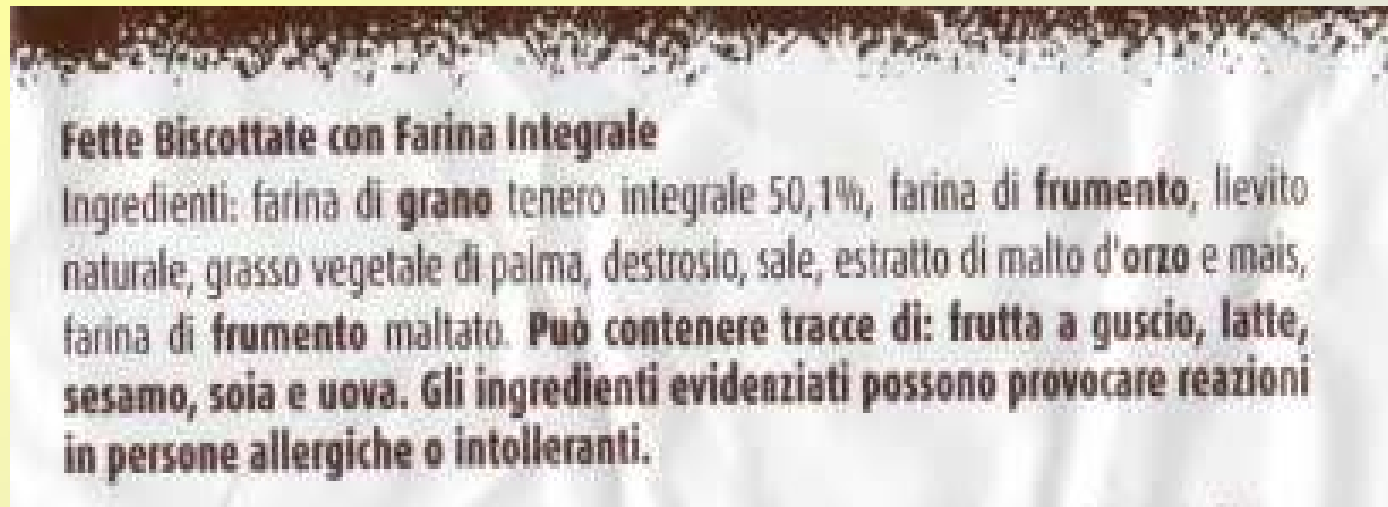 Fette Biscottate con Farina Integrale
Ingredienti: farina di grano tenero integrale 50,1%, farina di frumento, lievito
naturale, grasso vegetale di palma, destrosio, sale, estratto di malto d'orzo e mais,
farina di frumento maltato. Può contenere tracce di: frutta a guscio, latte,
sesamo, soia e uova. Gli ingredienti evidenziati possono provocare reazioni
in persone allergiche o intolleranti.